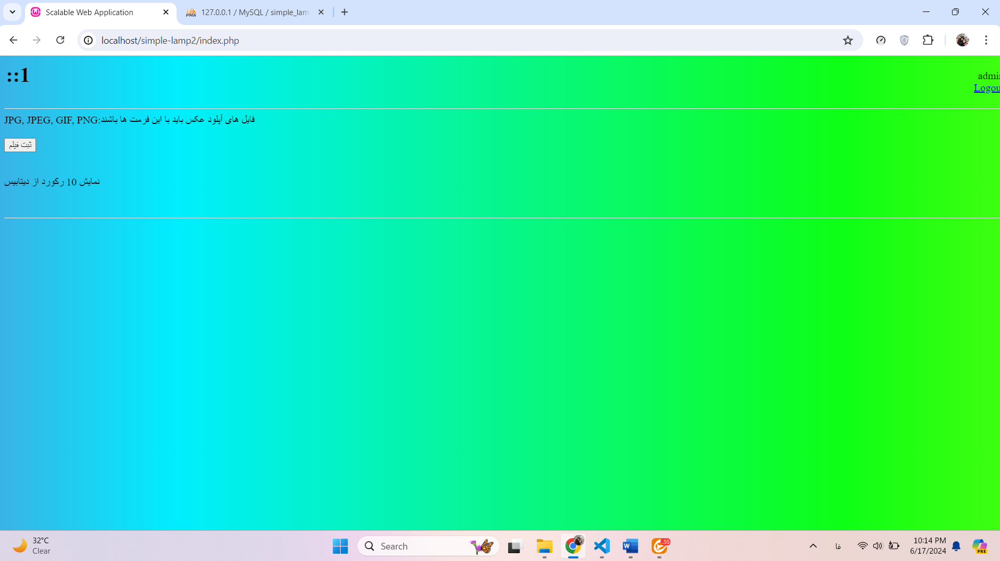 Scalable Web Application
127.0.0.1 / MySQL / simple_lam
localhost/simple-lamp2/index.php
::1
admin
Logou
JPG, JPEG, GIF, PNG:فایل های آپلود عکس باید با این فرمت ها باشند
ثبت فیلم
نمایش 10 رکورد از دیتابیس
32°C
Clear
Search
..55
فا
10:14 PM
6/17/2024
PRE